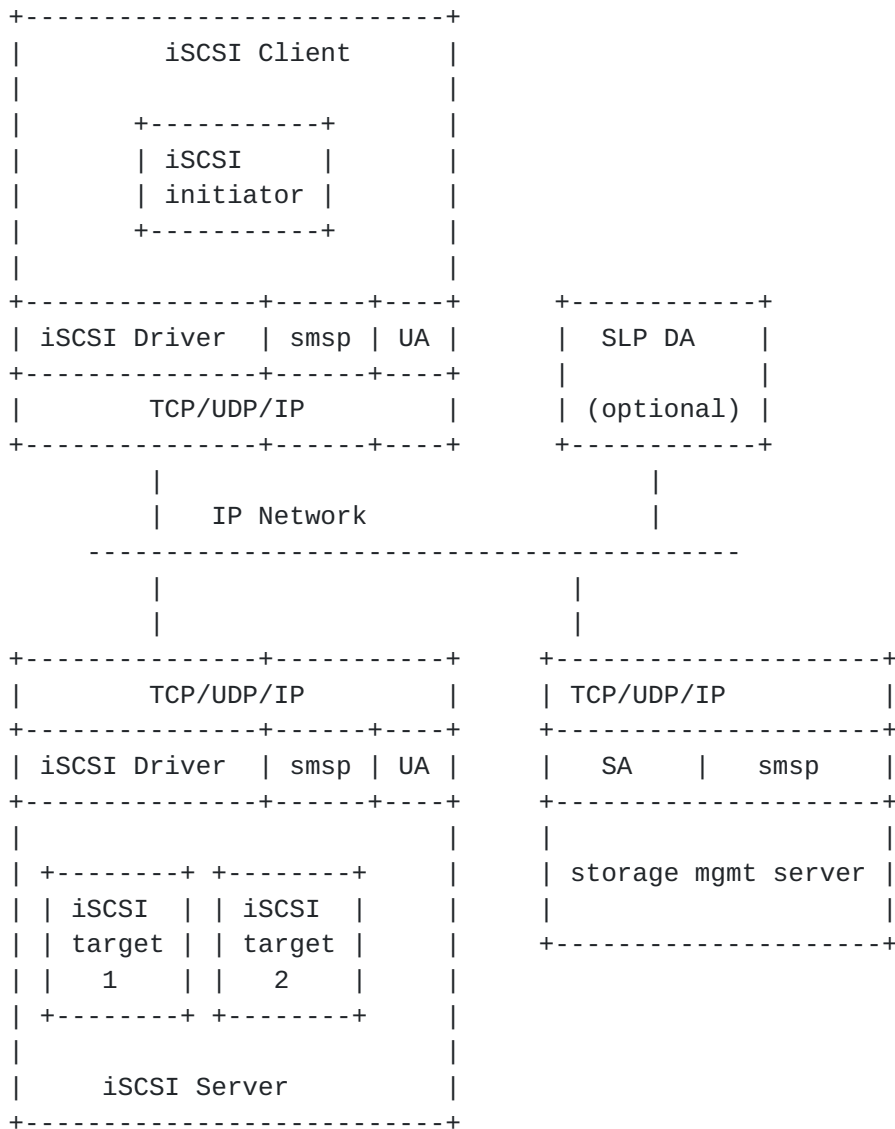 iSCSI Client
iSCSI
initiator
iSCSI Driver | smsp | UA
SLP DA
TCP/UDP/IP
(optional)
IP Network
TCP/UDP/IP
TCP/UDP/IP
iSCSI Driver | smsp | UA
SA | smsp
storage mgmt server
iSCSI
target
1
iSCSI
target
2
iSCSI Server